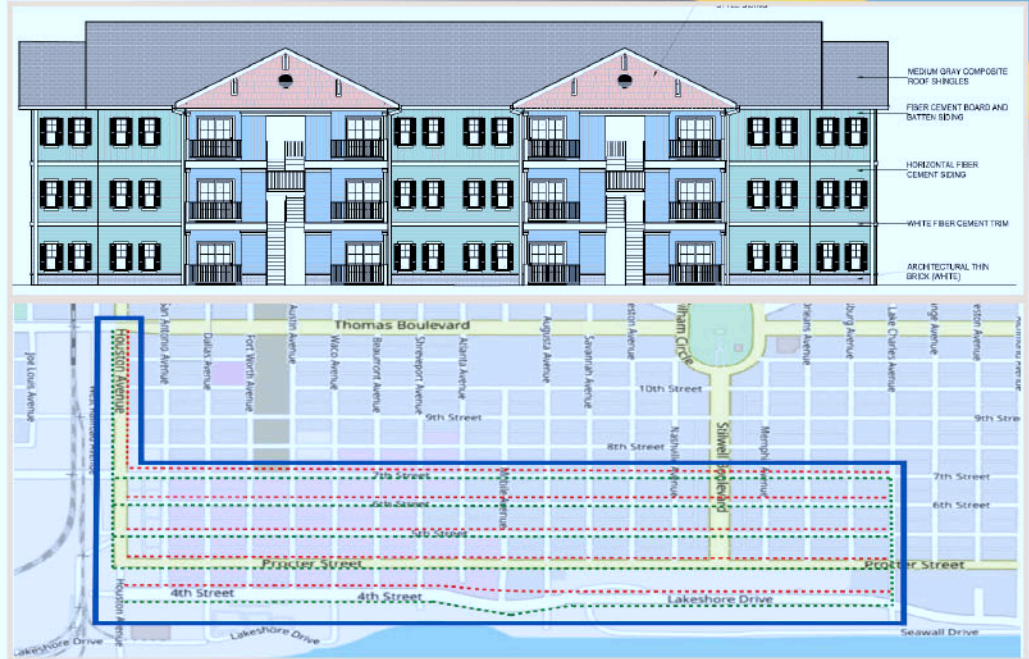 MEDIUM GRAY COMPOSITE
ROOF SHINGLES
FIBER CEMENT BOARD AND
BATTEN SIDING
HORIZONTAL FIBER
CEMENT SIDING
WHITE FIBER CEMENT TRIM
ARCHITECTURAL THIN
BRICK (WHITE)
Thomas Boulevard
Joe Louis Avenue
Houston Avenue
San Antonio Avenue
Dallas Avenue
Fort Worth Avenue
Austin Avenue
Waco Avenue
Beaumont Avenue
Shreveport Avenue
Atlanta Avenue
Augusta Avenue
Savannah Avenue
Circle
Lake Charles Avenue
10th Street
9th Street
9th Stre
8th Street
Nashville Avenue
Stilwell Boulevard
Memphis Avenue
Mobile Avenue
7th Street
7th Street
6th Street
6th Street
5th Street
Procter Street
Procter Street
Houston Avenue
4th Street
4th Street
Lakeshore Drive
Lakeshore Drive
Lakeshore Drive
Seawall Drive